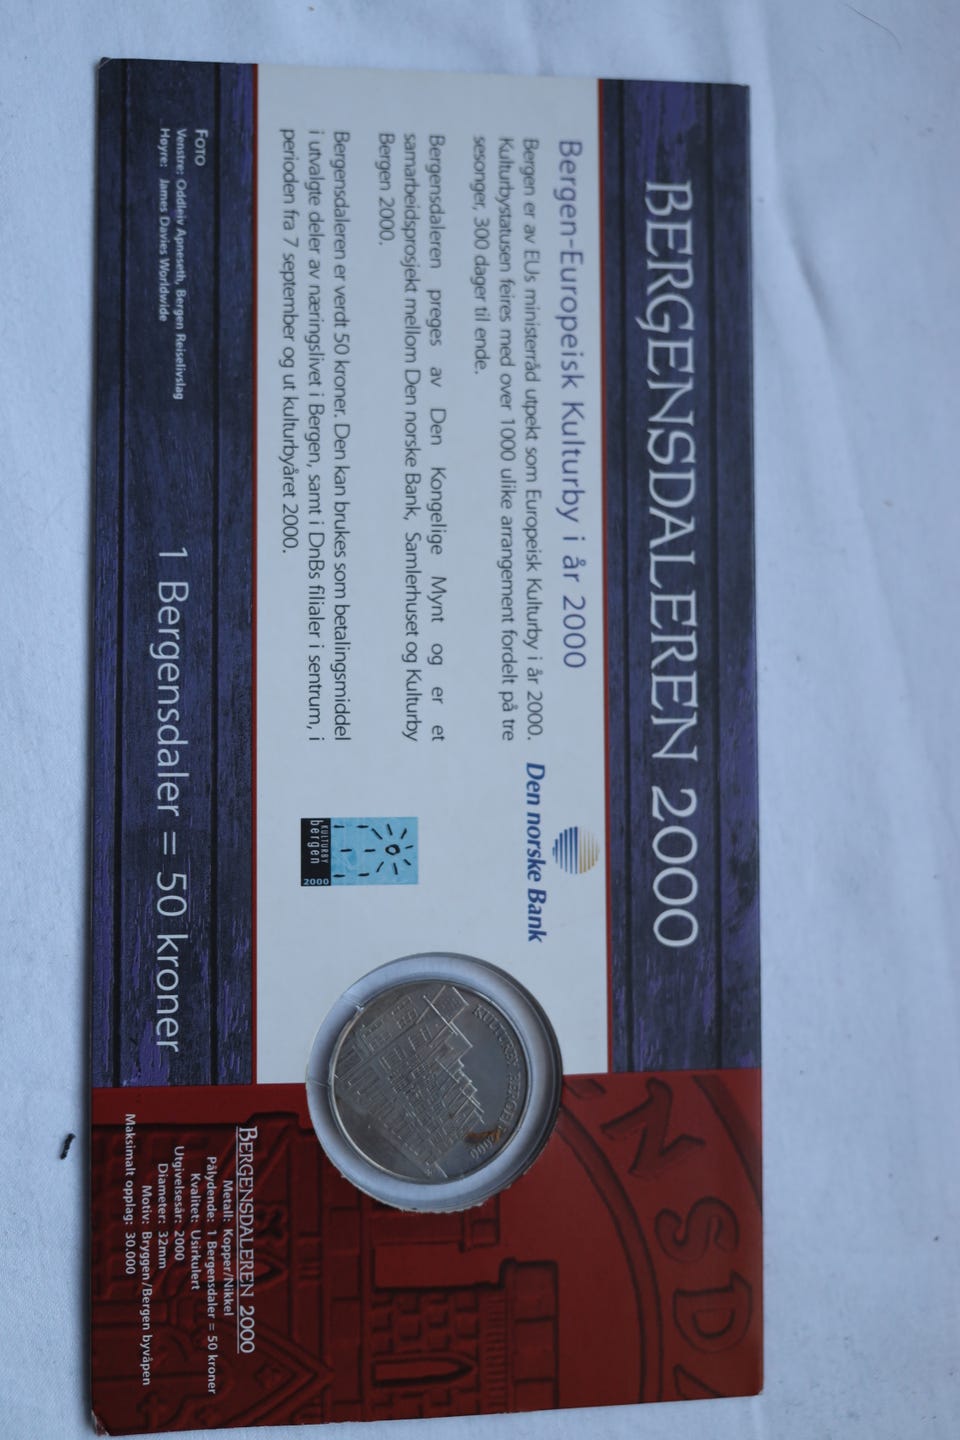 BERGENSDALEREN 2000
Bergen-Europeisk Kulturby i år 2000
Bergen er av EUs ministerråd utpekt som Europeisk Kulturby i år 2000.
Kulturbystatusen feires med over 1000 ulike arrangement fordelt på tre
sesonger, 300 dager til ende.
Bergensdaleren preges av Den Kongelige Mynt og er et
samarbeidsprosjekt mellom Den norske Bank, Samlerhuset og Kulturby
Bergen 2000.
Bergensdaleren er verdt 50 kroner. Den kan brukes som betalingsmiddel
i utvalgte deler av næringslivet i Bergen, samt i DnBs filialer i sentrum, i
perioden fra 7 september og ut kulturbyåret 2000.
Den norske Bank
KULTURBY
bergen
2000
KULTURBY BERGEN 2000
NSDA
FOTO
Venstre: Oddleiv Apneseth, Bergen Reiselivslag
Høyre: James Davies Worldwide
1 Bergensdaler = 50 kroner
BERGENSDALEREN 2000
Metall: Kopper/Nikkel
Pålydende: 1 Bergensdaler = 50 kroner
Kvalitet: Usirkulert
Utgivelsesår: 2000
Diameter: 32mm
Motiv: Bryggen/Bergen byvåpen
Maksimalt opplag: 30.000